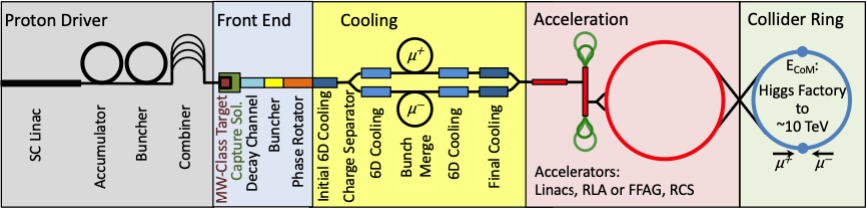 Proton Driver
Front End
Cooling
Acceleration
Collider Ring
SC Linac
Accumulator
Buncher
Combiner
MW-Class Target
Capture Sol.
Decay Channel
Buncher
Phase Rotator
Initial 6D Cooling
Charge Separator
6D Cooling
Bunch
Merge
6D Cooling
Final Cooling
μ+
μ−
Accelerators:
Linacs, RLA or FFAG, RCS
ECoM:
Higgs Factory
to
~10 TeV
μ+ μ−